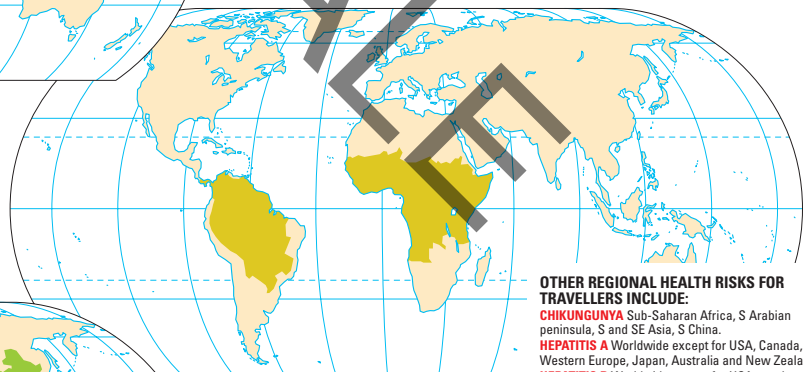 OTHER REGIONAL HEALTH RISKS FOR
TRAVELLERS INCLUDE:
CHIKUNGUNYA Sub-Saharan Africa, S Arabian
peninsula, S and SE Asia, S China.
HEPATITIS A Worldwide except for USA, Canada,
Western Europe, Japan, Australia and New Zeala